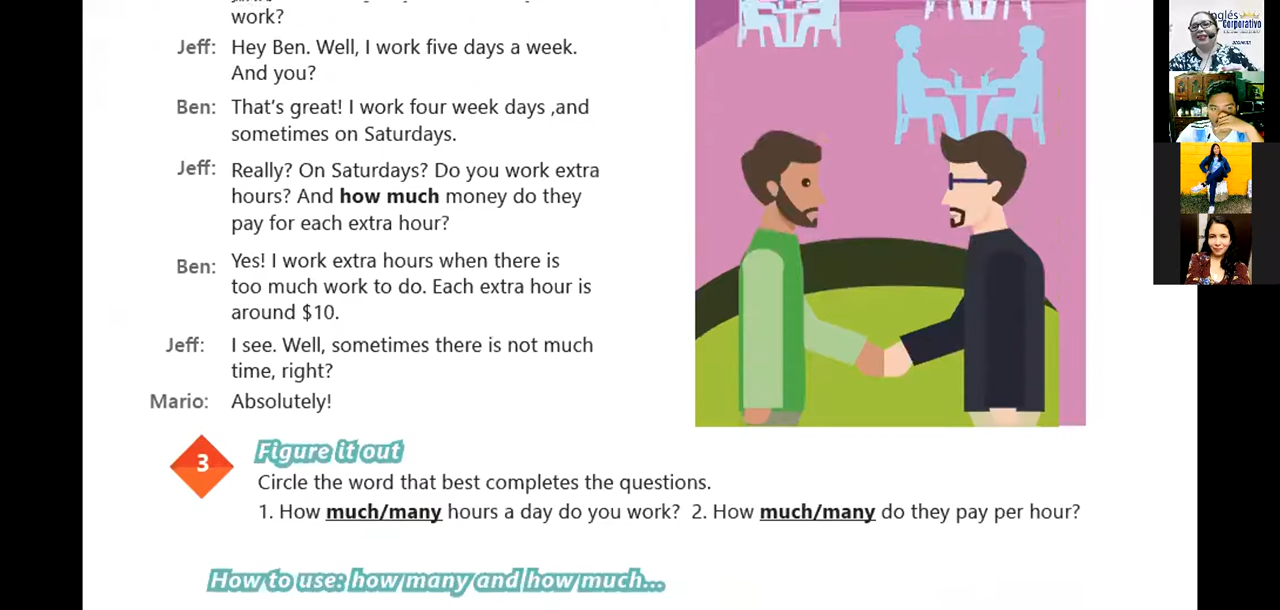 work?
Jeff: Hey Ben. Well, I work five days a week.
And you?
Ben: That's great! I work four week days ,and
sometimes on Saturdays.
Jeff: Really? On Saturdays? Do you work extra
hours? And how much money do they
pay for each extra hour?
Ben: Yes! I work extra hours when there is
too much work to do. Each extra hour is
around $10.
Jeff: I see. Well, sometimes there is not much
time, right?
Mario: Absolutely!
3 Figure it out
Circle the word that best completes the questions.
1. How much/many hours a day do you work? 2. How much/many do they pay per hour?
How to use: how many and how much...
Inglés
Corporativo